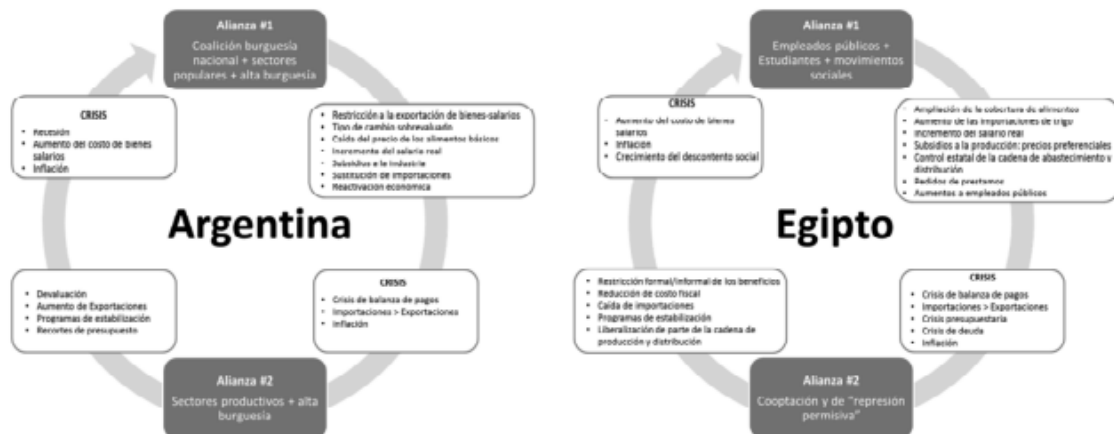 Alianza #1
Coalición burguesía
nacional + sectores
populares + alta burguesía
CRISIS
Recesión
Aumento del costo de bienes
salarios
Inflación
Restricción a la exportación de bienes-salarios
Tipo de cambio sobrevaluado
Caída del precio de los alimentos básicos
Incremento del salario real
Subsidios a la industria
Sustitución de importaciones
Reactivación económica
Argentina
Devaluación
Aumento de Exportaciones
Programas de estabilización
Recortes de presupuesto
CRISIS
Crisis de balanza de pagos
Importaciones > Exportaciones
Inflación
Alianza #2
Sectores productivos + alta
burguesía
Alianza #1
Empleados públicos +
Estudiantes + movimientos
sociales
CRISIS
Aumento del costo de bienes
salarios
Inflación
Crecimiento del descontento social
Ampliación de la cobertura de alimentos
Aumento de las importaciones de trigo
Incremento del salario real
Subsidios a la producción: precios preferenciales
Control estatal de la cadena de abastecimiento y
distribución
Pedidos de prestamos
Aumentos a empleados públicos
Egipto
Restricción formal/informal de los beneficios
Reducción de costo fiscal
Caída de importaciones
Programas de estabilización
Liberalización de parte de la cadena de
producción y distribución
CRISIS
Crisis de balanza de pagos
Importaciones > Exportaciones
Crisis presupuestaria
Crisis de deuda
Inflación
Alianza #2
Cooptación y de "represión
permisiva"